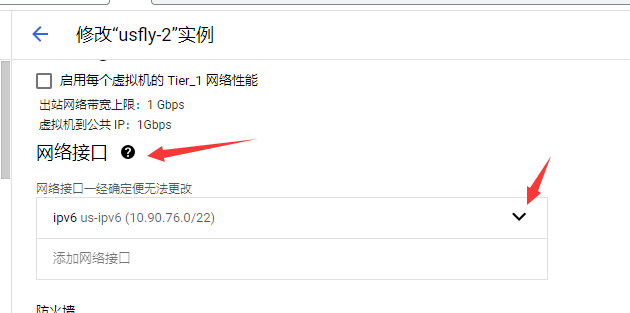 修改“usfly-2”实例
启用每个虚拟机的 Tier_1 网络性能
出站网络带宽上限：1 Gbps
虚拟机到公共 IP：1Gbps
网络接口 ?
网络接口一经确定便无法更改
ipv6 us-ipv6 (10.90.76.0/22)
添加网络接口
防火墙